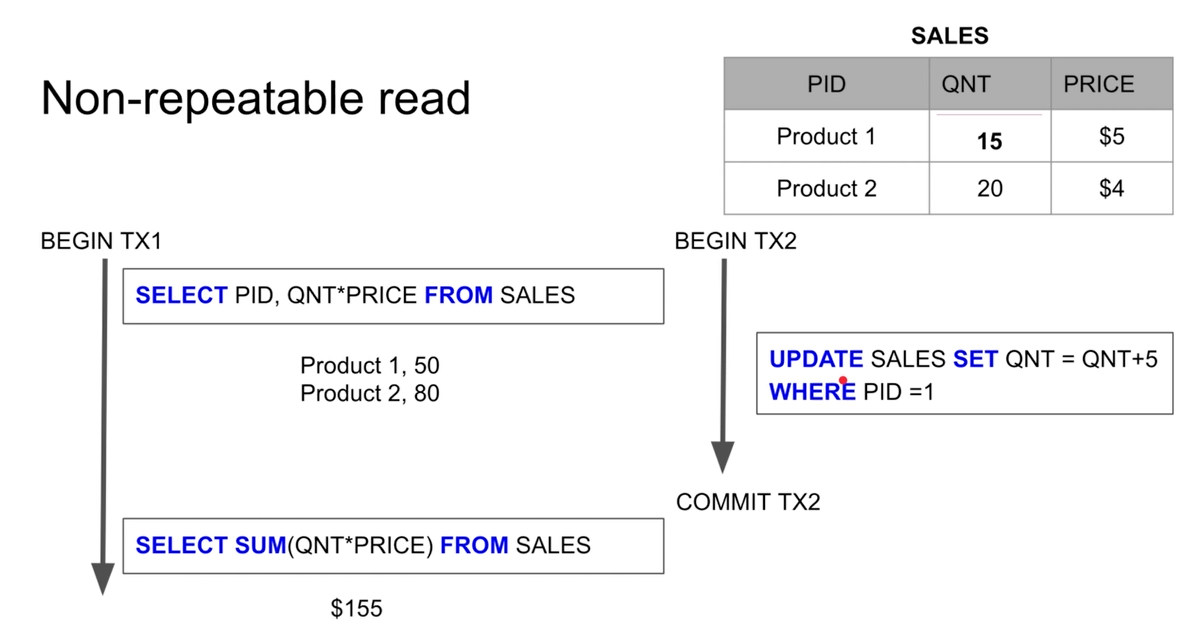 SALES
Non-repeatable read
PID QNT PRICE
Product 1 15 $5
Product 2 20 $4
BEGIN TX1
BEGIN TX2
SELECT PID, QNT*PRICE FROM SALES
Product 1, 50
Product 2, 80
UPDATE SALES SET QNT = QNT+5
WHERE PID =1
COMMIT TX2
SELECT SUM(QNT*PRICE) FROM SALES
$155